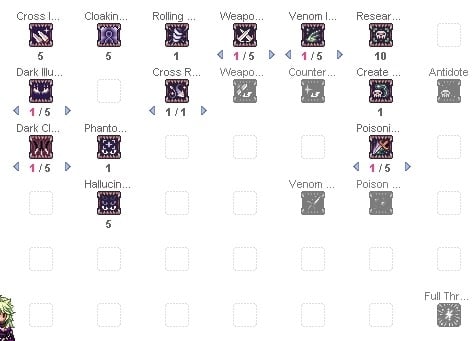 Cross I... Cloakin... Rolling ... Weapo... Venom I... Resear...
5 5 1 1 / 5 1 / 5 10
Dark Illu... Cross R... Weapo... Counter... Create ... Antidote
1 / 5 1 / 1 1
Dark Cl... Phanto... Poisoni...
1 / 5 1 1 / 5
Hallucin... Venom ... Poison ...
5
Full Thr...